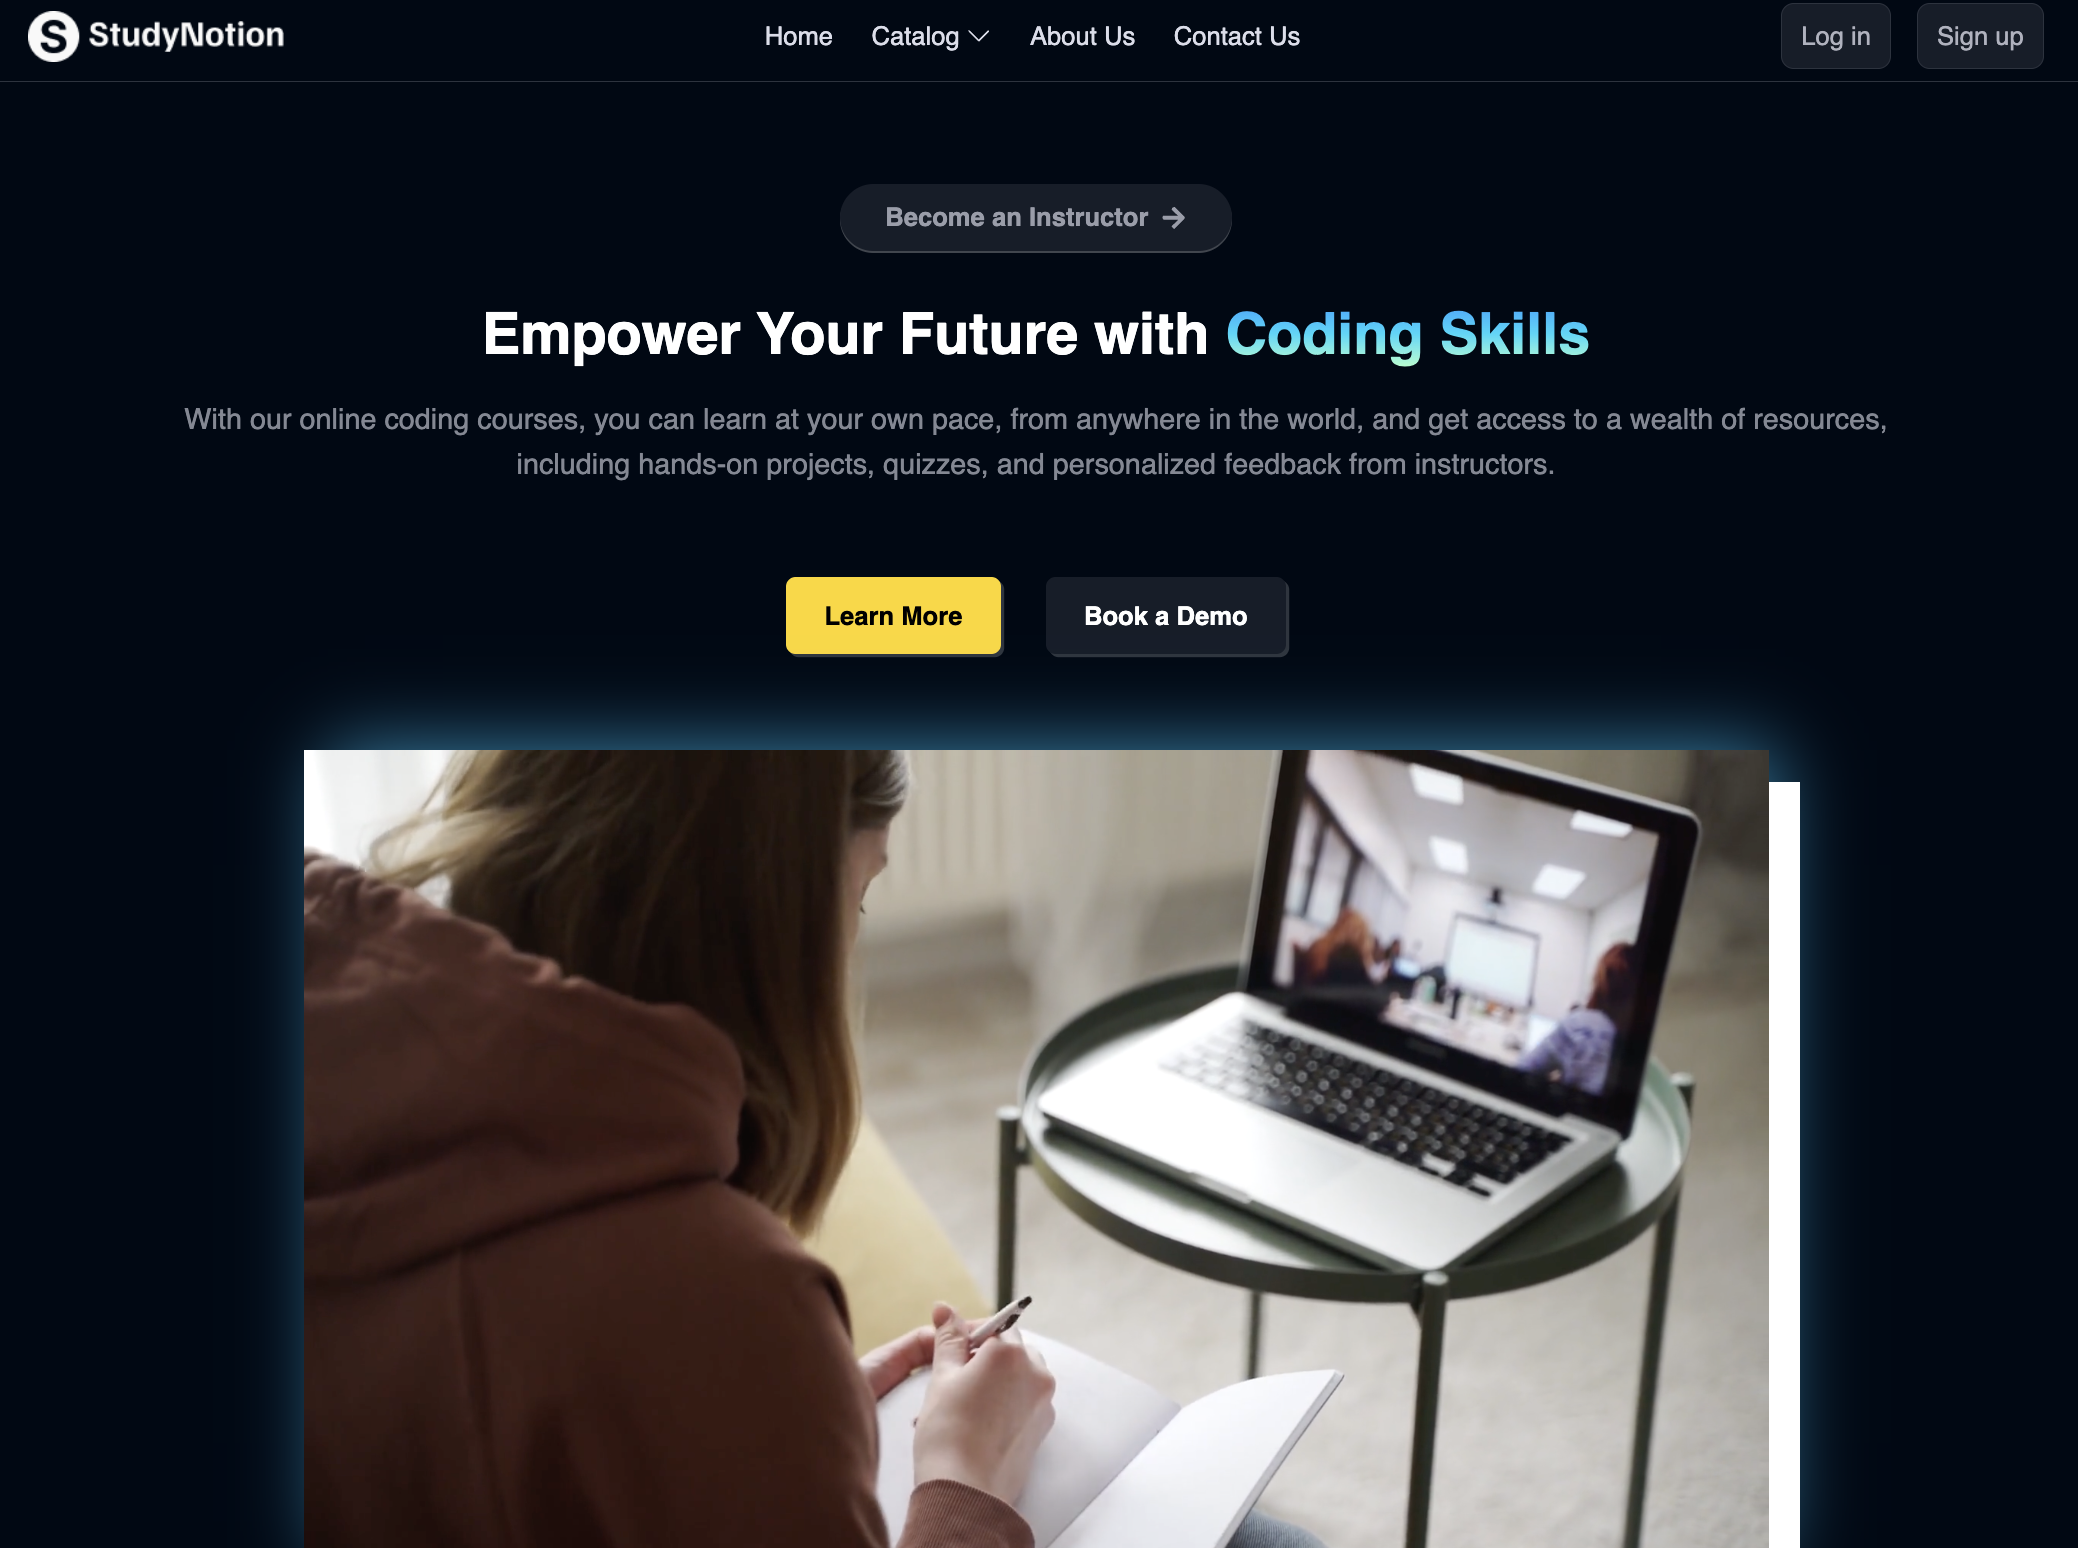 StudyNotion
Home
Catalog
About Us
Contact Us
Log in
Sign up
Become an Instructor
Empower Your Future with Coding Skills
With our online coding courses, you can learn at your own pace, from anywhere in the world, and get access to a wealth of resources,
including hands-on projects, quizzes, and personalized feedback from instructors.
Learn More
Book a Demo